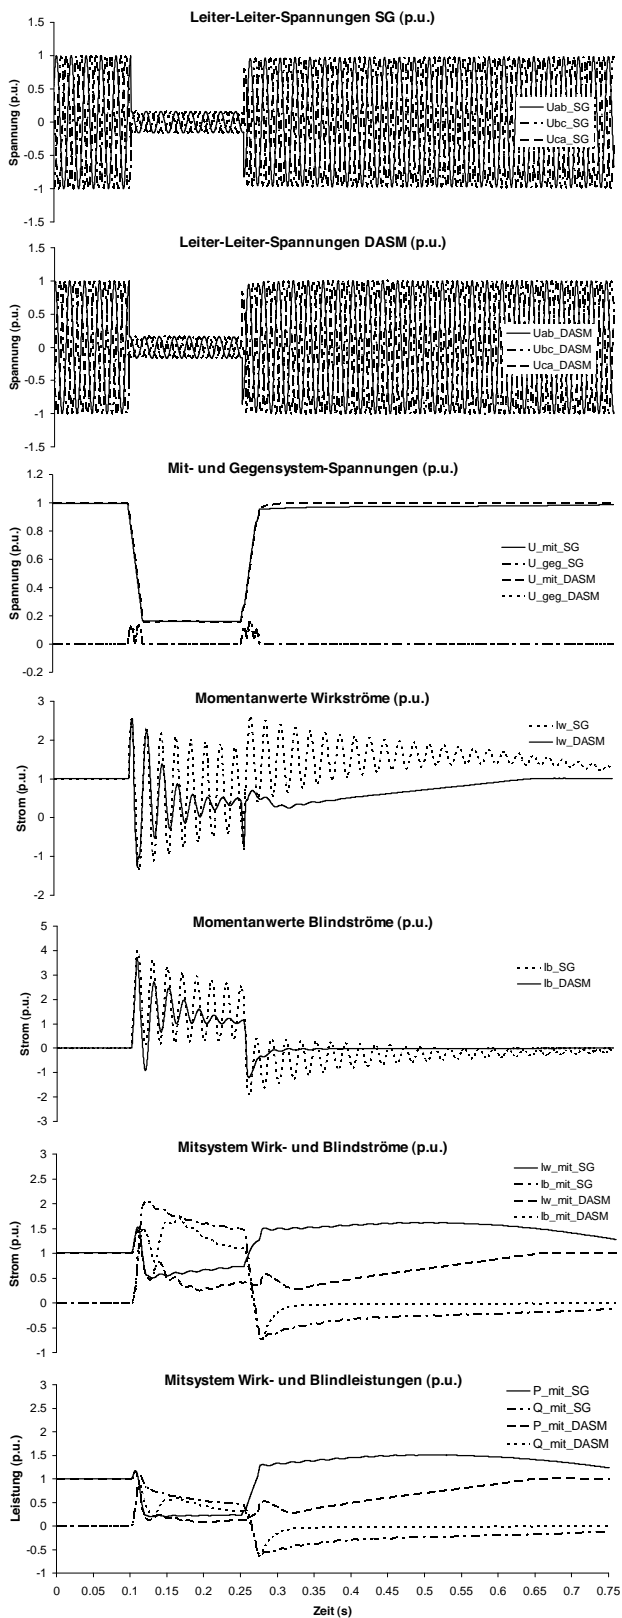 Leiter-Leiter-Spannungen SG (p.u.)
Spannung (p.u.)
1.5
1
0.5
0
-0.5
-1
-1.5
Uab_SG
Ubc_SG
Uca_SG
Leiter-Leiter-Spannungen DASM (p.u.)
Spannung (p.u.)
1.5
1
0.5
0
-0.5
-1
-1.5
Uab_DASM
Ubc_DASM
Uca_DASM
Mit- und Gegensystem-Spannungen (p.u.)
Spannung (p.u.)
1.2
1
0.8
0.6
0.4
0.2
0
-0.2
U_mit_SG
U_geg_SG
U_mit_DASM
U_geg_DASM
Momentanwerte Wirkströme (p.u.)
Strom (p.u.)
3
2
1
0
-1
-2
Iw_SG
Iw_DASM
Momentanwerte Blindströme (p.u.)
Strom (p.u.)
5
4
3
2
1
0
-1
-2
-3
Ib_SG
Ib_DASM
Mitsystem Wirk- und Blindströme (p.u.)
Strom (p.u.)
3
2.5
2
1.5
1
0.5
0
-0.5
-1
Iw_mit_SG
Ib_mit_SG
Iw_mit_DASM
Ib_mit_DASM
Mitsystem Wirk- und Blindleistungen (p.u.)
Leistung (p.u.)
3
2.5
2
1.5
1
0.5
0
-0.5
-1
P_mit_SG
Q_mit_SG
P_mit_DASM
Q_mit_DASM
0 0.05 0.1 0.15 0.2 0.25 0.3 0.35 0.4 0.45 0.5 0.55 0.6 0.65 0.7 0.75
Zeit (s)